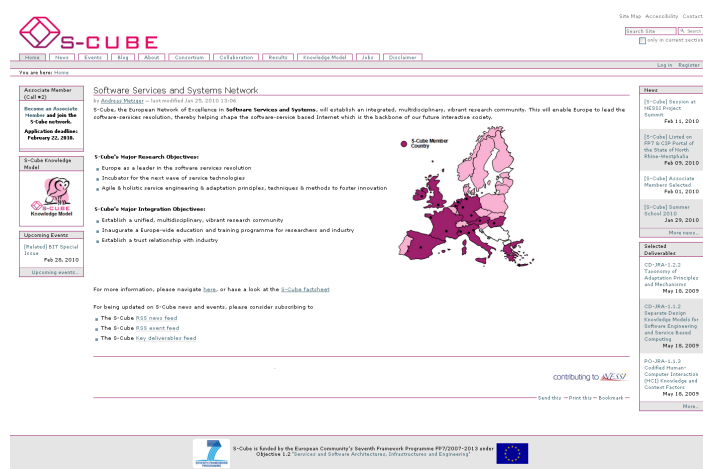 Site Map Accessibility Contact
S-CUBE
Search Site Search
only in current section
Home News Events Blog About Consortium Collaboration Results Knowledge Model Jobs Disclaimer
Log in Register
You are here: Home
Associate Member
(Call #2)
Become an Associate
Member and join the
S-Cube network.
Application deadline:
February 22, 2010.
S-Cube Knowledge
Model
S-CUBE
Knowledge Model
Upcoming Events
[Related] BIT Special
Issue
Feb 28, 2010
Upcoming events...
Software Services and Systems Network
by Andreas Metzger — last modified Jan 25, 2010 13:06
S-Cube, the European Network of Excellence in Software Services and Systems, will establish an integrated, multidisciplinary, vibrant research community. This will enable Europe to lead the
software-services revolution, thereby helping shape the software-service based Internet which is the backbone of our future interactive society.
S-Cube Member
Country
S-Cube's Major Research Objectives:
Europe as a leader in the software services revolution
Incubator for the next wave of service technologies
Agile & holistic service engineering & adaptation principles, techniques & methods to foster innovation
S-Cube's Major Integration Objectives:
Establish a unified, multidisciplinary, vibrant research community
Inaugurate a Europe-wide education and training programme for researchers and industry
Establish a trust relationship with industry
For more information, please navigate here, or have a look at the S-Cube factsheet
For being updated on S-Cube news and events, please consider subscribing to
The S-Cube RSS news feed
The S-Cube RSS event feed
The S-Cube Key deliverables feed
contributing to NESSI
Send this — Print this — Bookmark —
News
[S-Cube] Session at
NESSI Project
Summit
Feb 11, 2010
[S-Cube] Listed on
FP7 & CIP Portal of
the State of North
Rhine-Westphalia
Feb 09, 2010
[S-Cube] Associate
Members Selected
Feb 01, 2010
[S-Cube] Summer
School 2010
Jan 29, 2010
More news...
Selected
Deliverables
CD-JRA-1.2.2
Taxonomy of
Adaptation Principles
and Mechanisms
May 18, 2009
CD-JRA-1.1.2
Separate Design
Knowledge Models for
Software Engineering
and Service Based
Computing
May 18, 2009
PO-JRA-1.1.3
Codified Human-
Computer Interaction
(HCI) Knowledge and
Context Factors
May 18, 2009
More...
SEVENTH FRAMEWORK
PROGRAMME
S-Cube is funded by the European Community's Seventh Framework Programme FP7/2007-2013 under
Objective 1.2 "Services and Software Architectures, Infrastructures and Engineering"